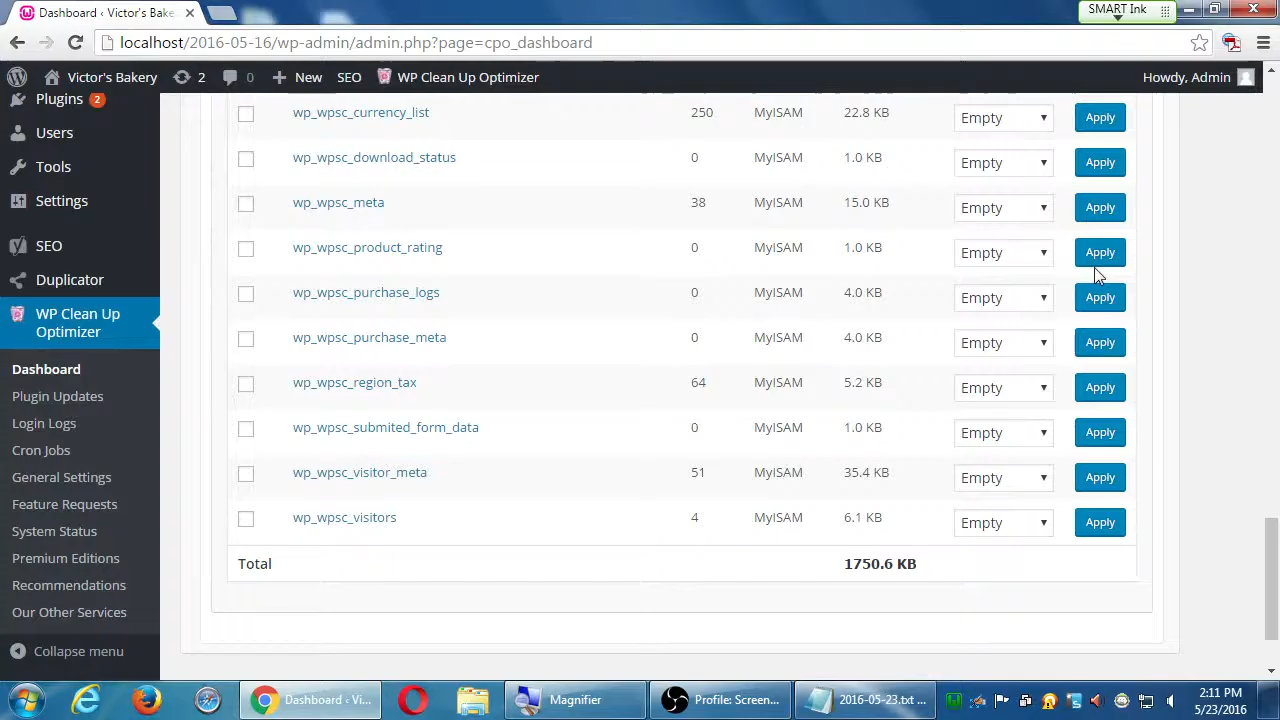 Dashboard ‹ Victor's Bake
SMART Ink
localhost/2016-05-16/wp-admin/admin.php?page=cpo_dashboard
Victor's Bakery 2 0 New SEO WP Clean Up Optimizer Howdy, Admin
Plugins 2
Users
Tools
Settings
SEO
Duplicator
WP Clean Up
Optimizer
Dashboard
Plugin Updates
Login Logs
Cron Jobs
General Settings
Feature Requests
System Status
Premium Editions
Recommendations
Our Other Services
Collapse menu
wp_wpsc_currency_list 250 MyISAM 22.8 KB Empty Apply
wp_wpsc_download_status 0 MyISAM 1.0 KB Empty Apply
wp_wpsc_meta 38 MyISAM 15.0 KB Empty Apply
wp_wpsc_product_rating 0 MyISAM 1.0 KB Empty Apply
wp_wpsc_purchase_logs 0 MyISAM 4.0 KB Empty Apply
wp_wpsc_purchase_meta 0 MyISAM 4.0 KB Empty Apply
wp_wpsc_region_tax 64 MyISAM 5.2 KB Empty Apply
wp_wpsc_submited_form_data 0 MyISAM 1.0 KB Empty Apply
wp_wpsc_visitor_meta 51 MyISAM 35.4 KB Empty Apply
wp_wpsc_visitors 4 MyISAM 6.1 KB Empty Apply
Total 1750.6 KB
Dashboard ‹ Vi... Magnifier Profile: Screen... 2016-05-23.txt ... 2:11 PM
5/23/2016